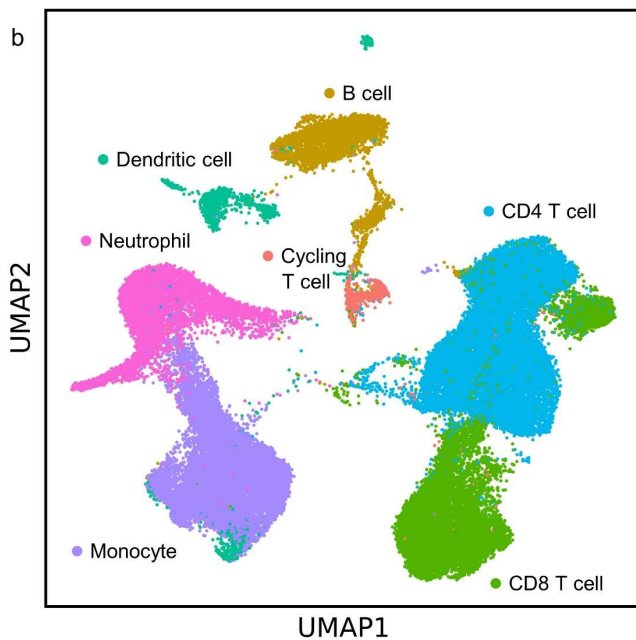 b
B cell
Dendritic cell
CD4 T cell
Neutrophil
Cycling
T cell
UMAP2
Monocyte
CD8 T cell
UMAP1